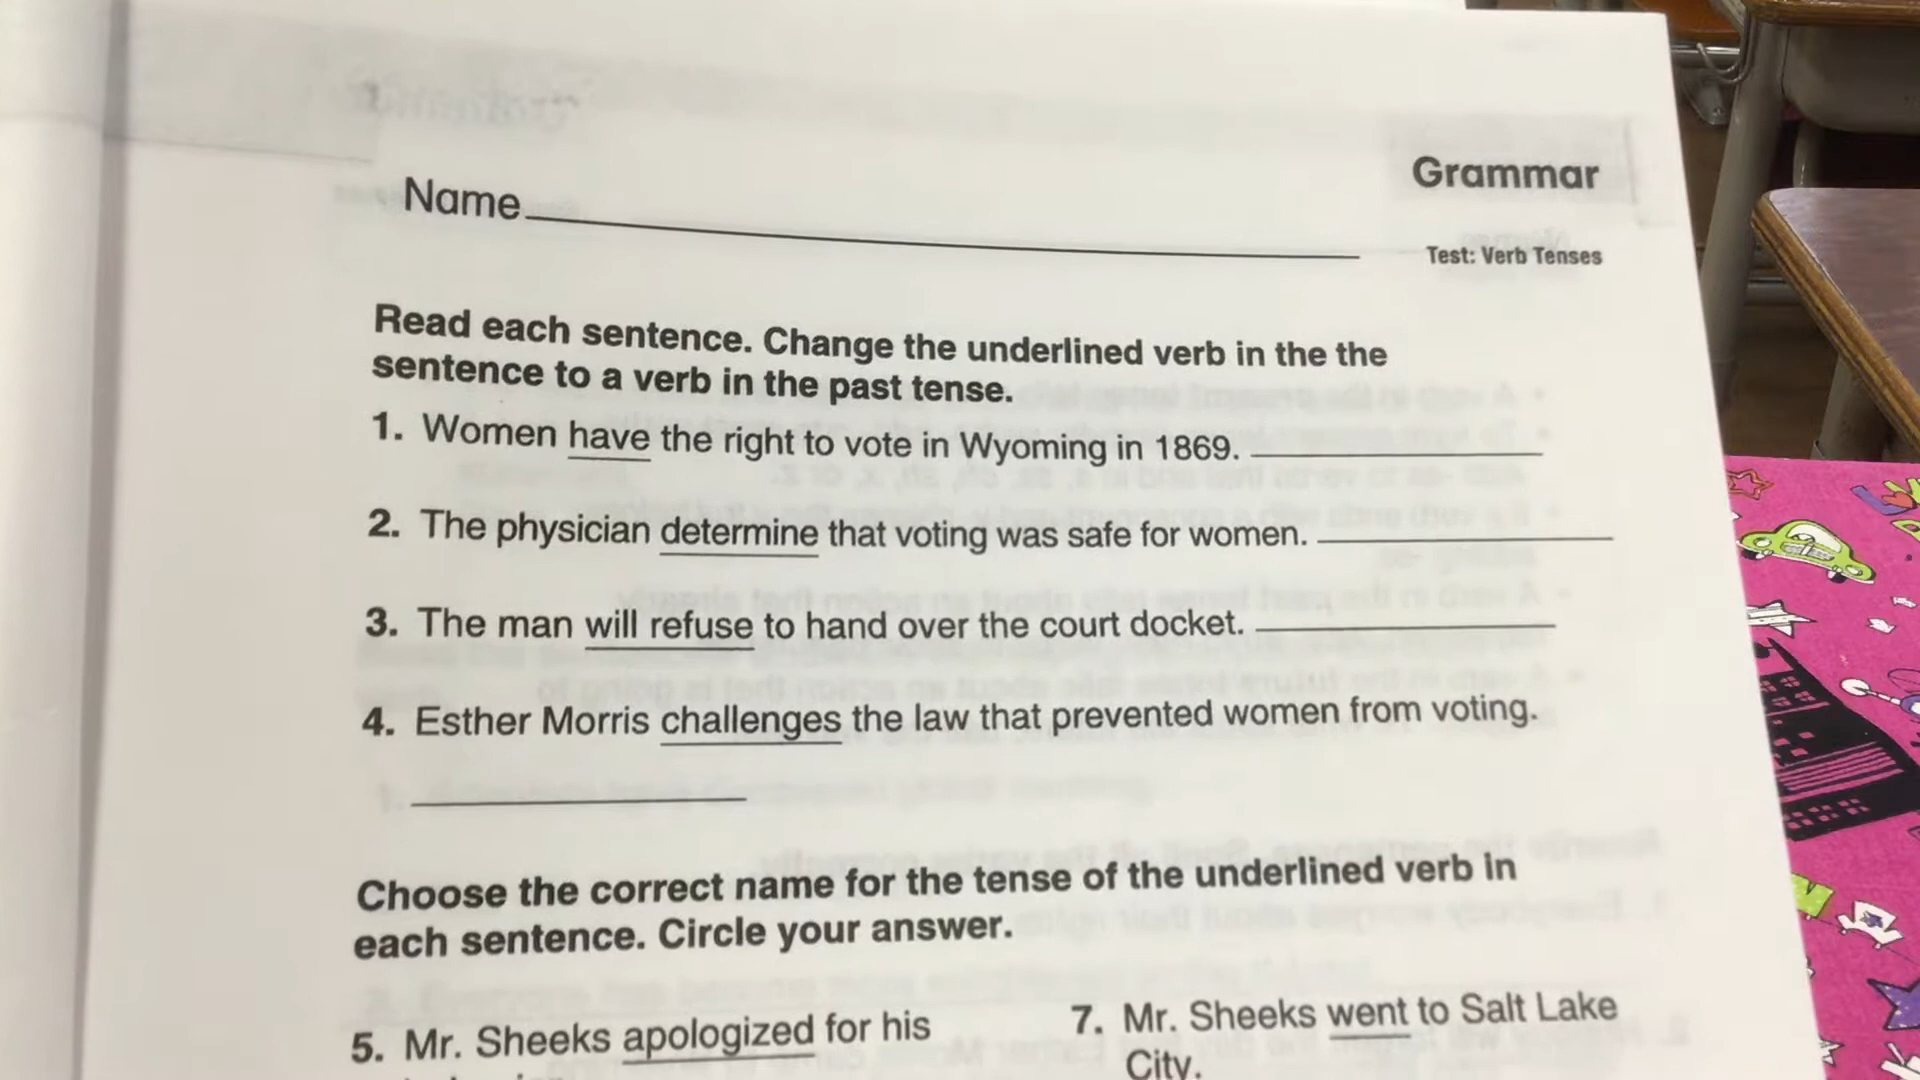 Grammar
Name
Test: Verb Tenses
Read each sentence. Change the underlined verb in the the
sentence to a verb in the past tense.
1. Women have the right to vote in Wyoming in 1869.
2. The physician determine that voting was safe for women.
3. The man will refuse to hand over the court docket.
4. Esther Morris challenges the law that prevented women from voting.
Choose the correct name for the tense of the underlined verb in
each sentence. Circle your answer.
5. Mr. Sheeks apologized for his
7. Mr. Sheeks went to Salt Lake
City.